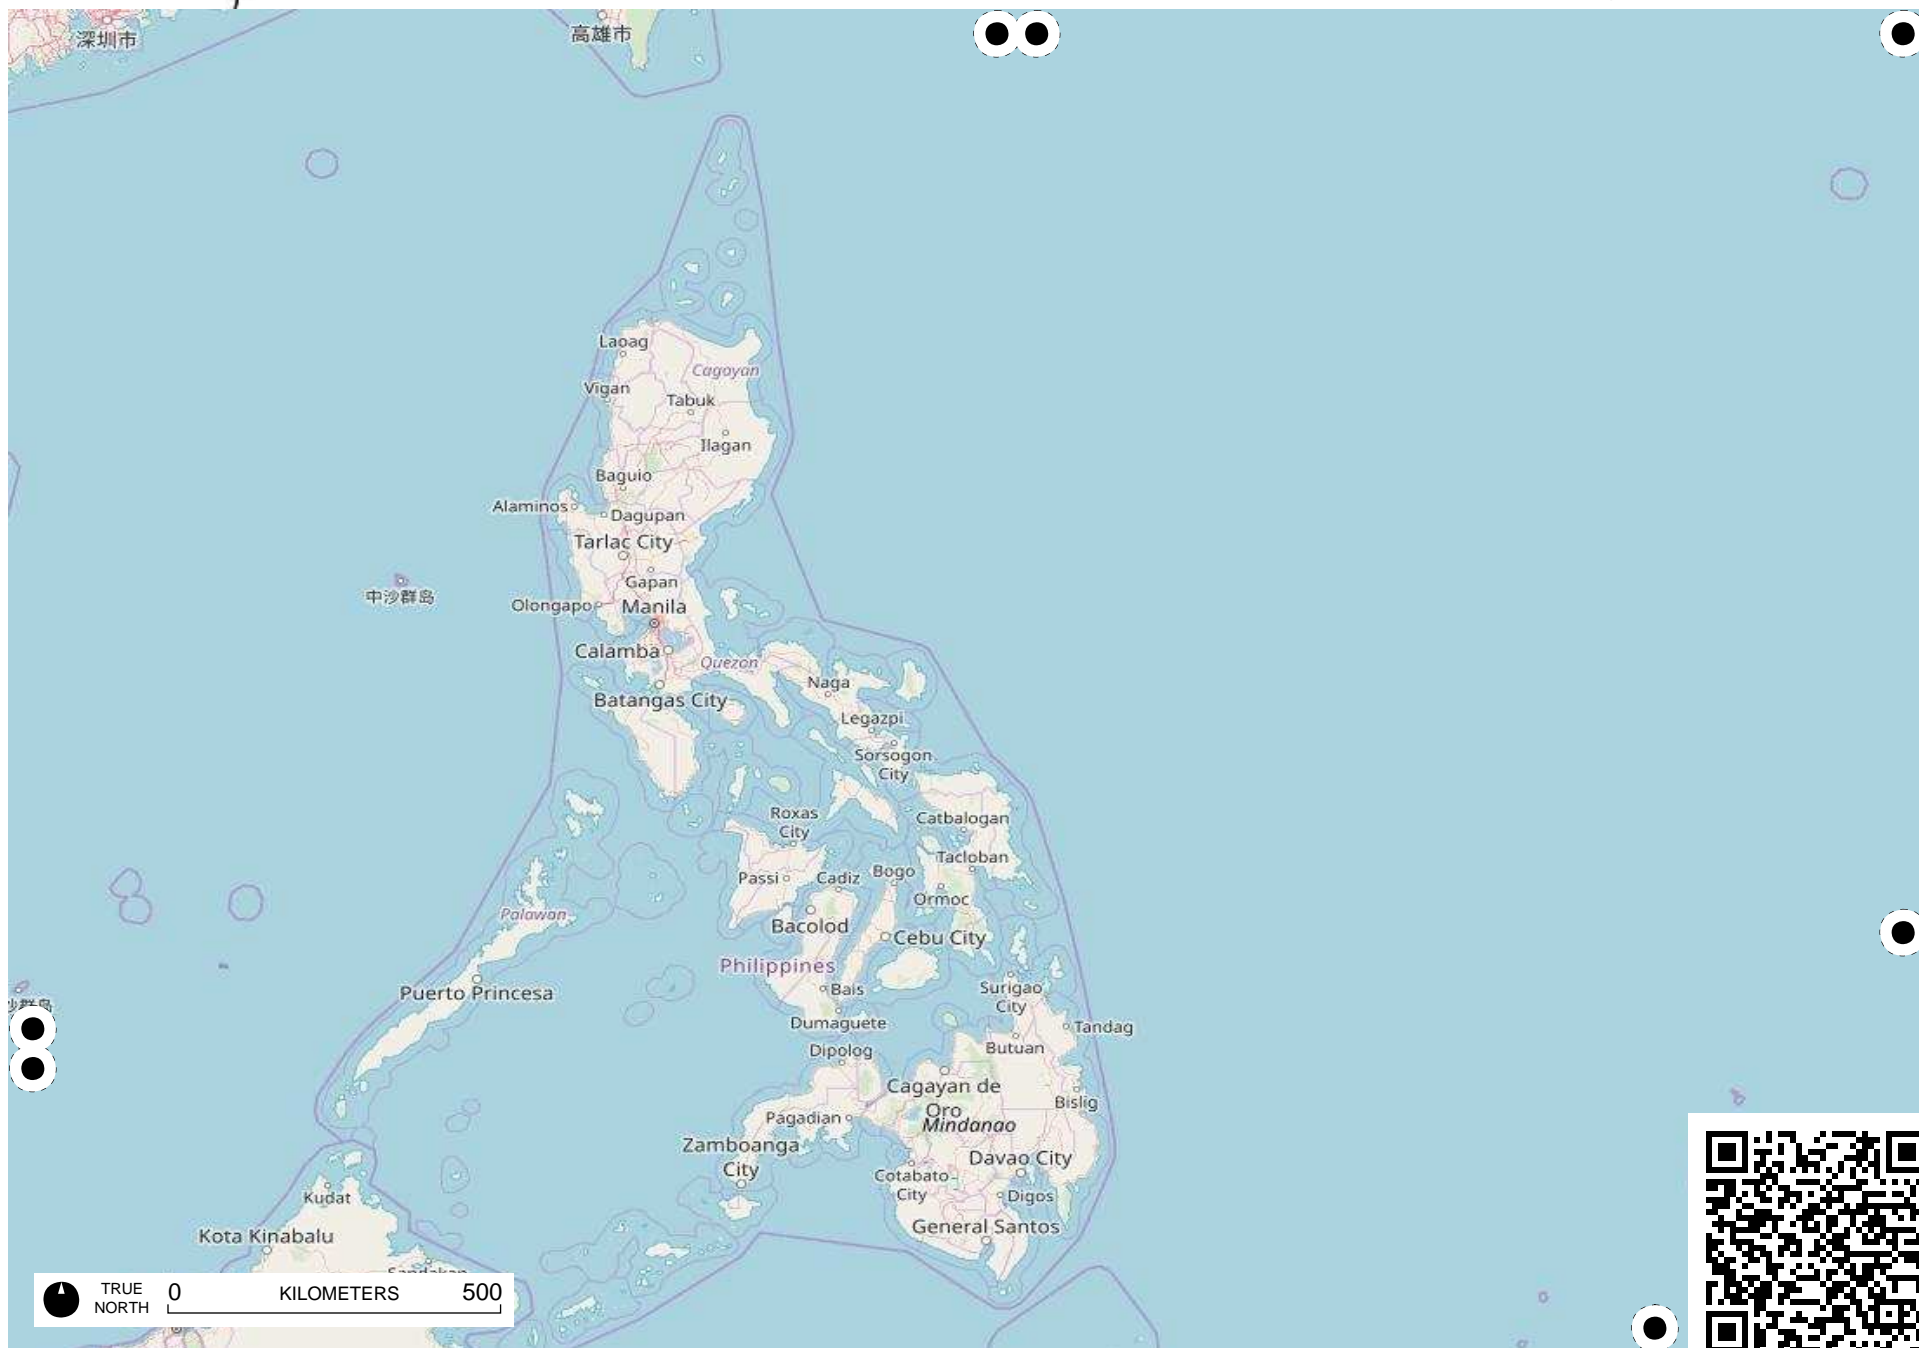 深圳市
高雄市
Laoag
Cagayan
Vigan
Tabuk
Ilagan
Baguio
Alaminos
Dagupan
Tarlac City
Gapan
中沙群岛
Olongapo
Manila
Calamba
Quezon
Naga
Batangas City
Legazpi
Sorsogon
City
Roxas
City
Catbalogan
Tacloban
Passi
Cadiz
Bogo
Ormoc
Palawan
Bacolod
Cebu City
Philippines
Puerto Princesa
Bais
Surigao
City
沙群岛
Dumaguete
Tandag
Dipolog
Butuan
Cagayan de
Oro
Bislig
Pagadian
Mindanao
Zamboanga
City
Davao City
Cotabato
City
Digos
Kudat
General Santos
Kota Kinabalu
Sandakan
TRUE
NORTH
0 KILOMETERS 500